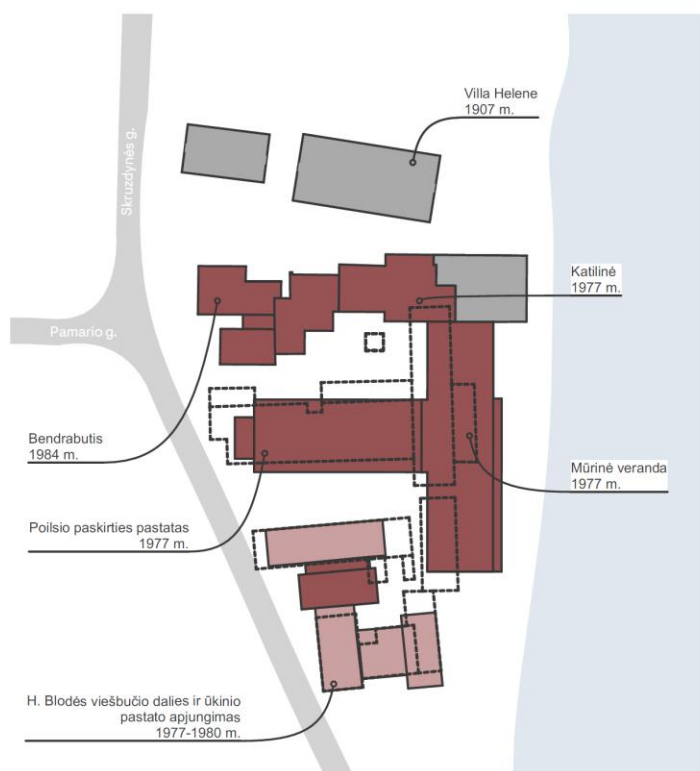 Villa Helene
1907 m.
Skruzdynės g.
Katilinė
1977 m.
Pamario g.
Bendrabutis
1984 m.
Mūrinė veranda
1977 m.
Poilsio paskirties pastatas
1977 m.
H. Blodės viešbučio dalies ir ūkinio
pastato apjungimas
1977-1980 m.